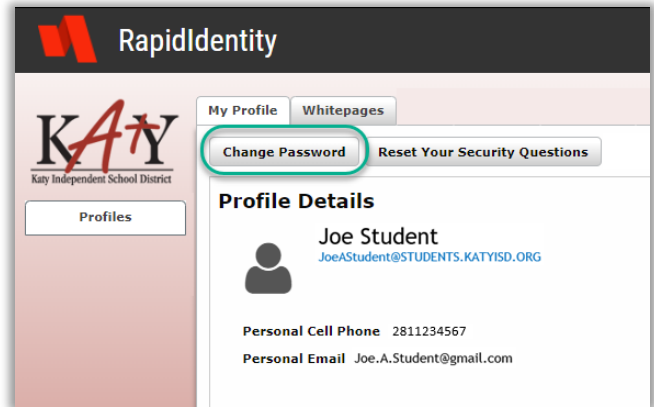 RapidIdentity
KATY
Katy Independent School District
Profiles
My Profile Whitepages
Change Password Reset Your Security Questions
Profile Details
Joe Student
JoeAStudent@STUDENTS.KATYISD.ORG
Personal Cell Phone 2811234567
Personal Email Joe.A.Student@gmail.com